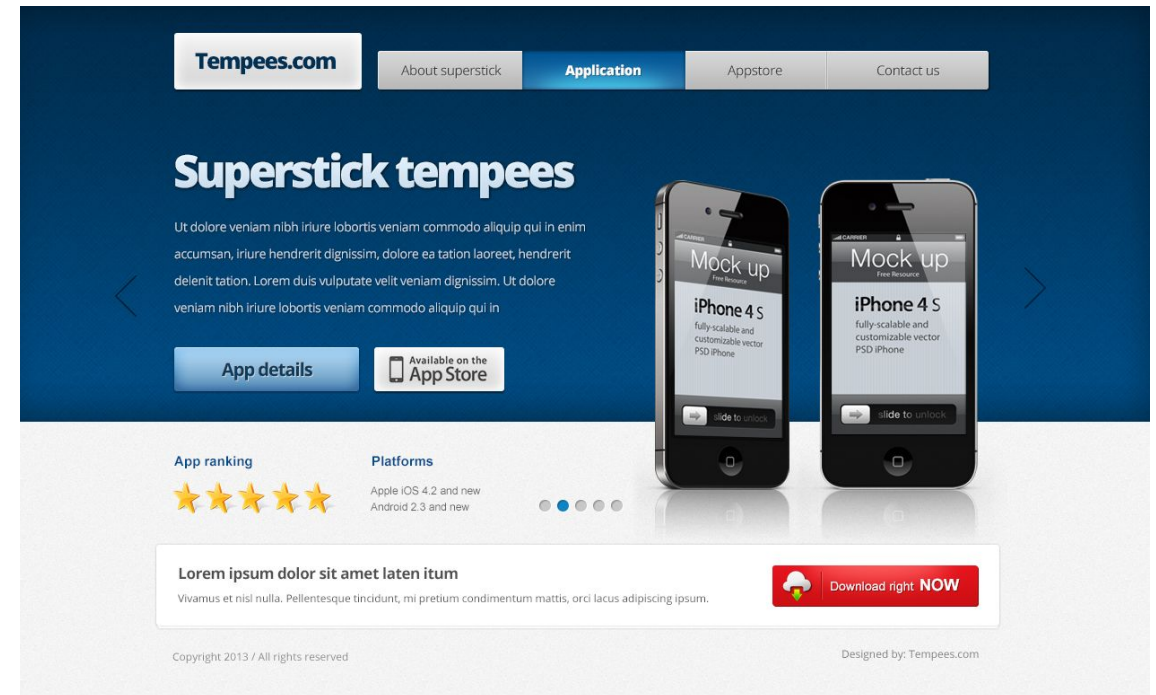 Tempees.com
About superstick
Application
Appstore
Contact us
Superstick tempees
Ut dolore veniam nibh iriure lobortis veniam commodo aliquip qui in enim
accumsan, iriure hendrerit dignissim, dolore ea tation laoreet, hendrerit
delenit tation. Lorem duis vulputate velit veniam dignissim. Ut dolore
veniam nibh iriure lobortis veniam commodo aliquip qui in
App details
Available on the
App Store
CARRIER
Mock up
Free Resource
iPhone 4 S
fully-scalable and
customizable vector
PSD iPhone
slide to unlock
CARRIER
Mock up
Free Resource
iPhone 4 S
fully-scalable and
customizable vector
PSD iPhone
slide to unlock
App ranking
Platforms
Apple iOS 4.2 and new
Android 2.3 and new
Lorem ipsum dolor sit amet laten itum
Vivamus et nisl nulla. Pellentesque tincidunt, mi pretium condimentum mattis, orci lacus adipiscing ipsum.
Download right NOW
Copyright 2013 / All rights reserved
Designed by: Tempees.com